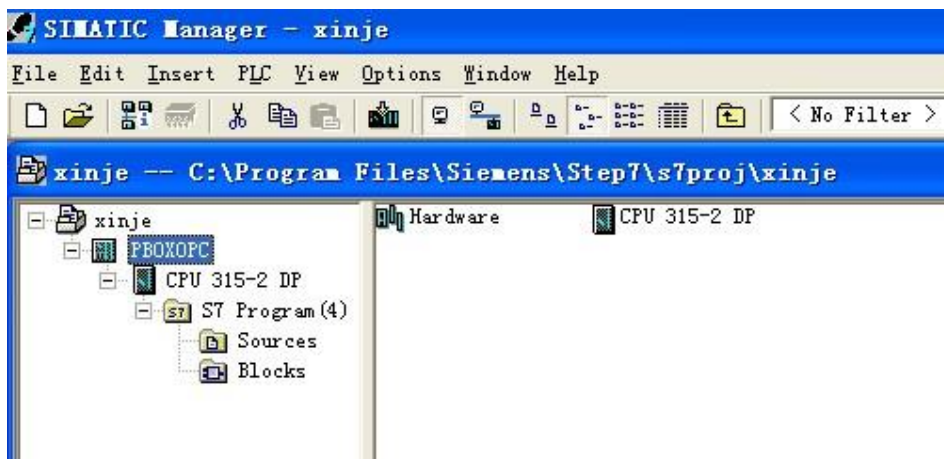 SIMATIC Manager - xinje
File Edit Insert PLC View Options Window Help
< No Filter >
xinje -- C:\Program Files\Siemens\Step7\s7proj\xinje
xinje
PBOXOPC
CPU 315-2 DP
S7 Program(4)
Sources
Blocks
Hardware
CPU 315-2 DP